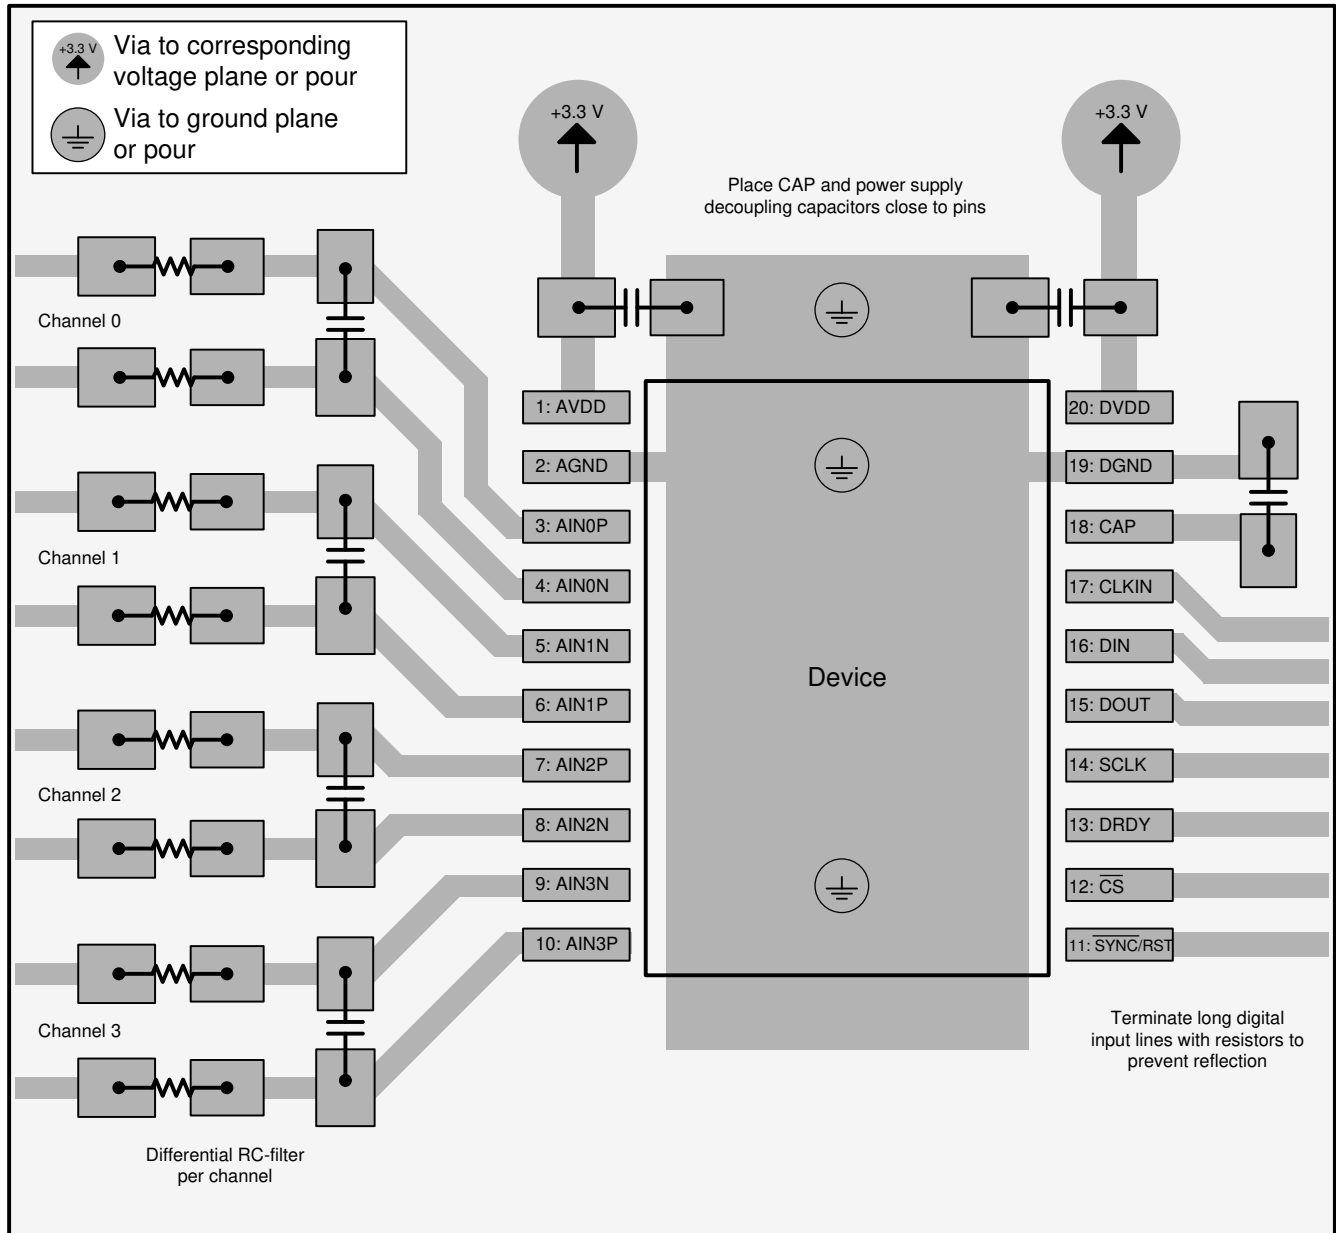 +3.3 V
Via to corresponding
voltage plane or pour
Via to ground plane
or pour
+3.3 V
+3.3 V
Place CAP and power supply
decoupling capacitors close to pins
Channel 0
Channel 1
Channel 2
Channel 3
1: AVDD
2: AGND
3: AIN0P
4: AIN0N
5: AIN1N
6: AIN1P
7: AIN2P
8: AIN2N
9: AIN3N
10: AIN3P
Device
20: DVDD
19: DGND
18: CAP
17: CLKIN
16: DIN
15: DOUT
14: SCLK
13: DRDY
12: C̅S̅
11: S̅Y̅N̅C̅/RST
Terminate long digital
input lines with resistors to
prevent reflection
Differential RC-filter
per channel